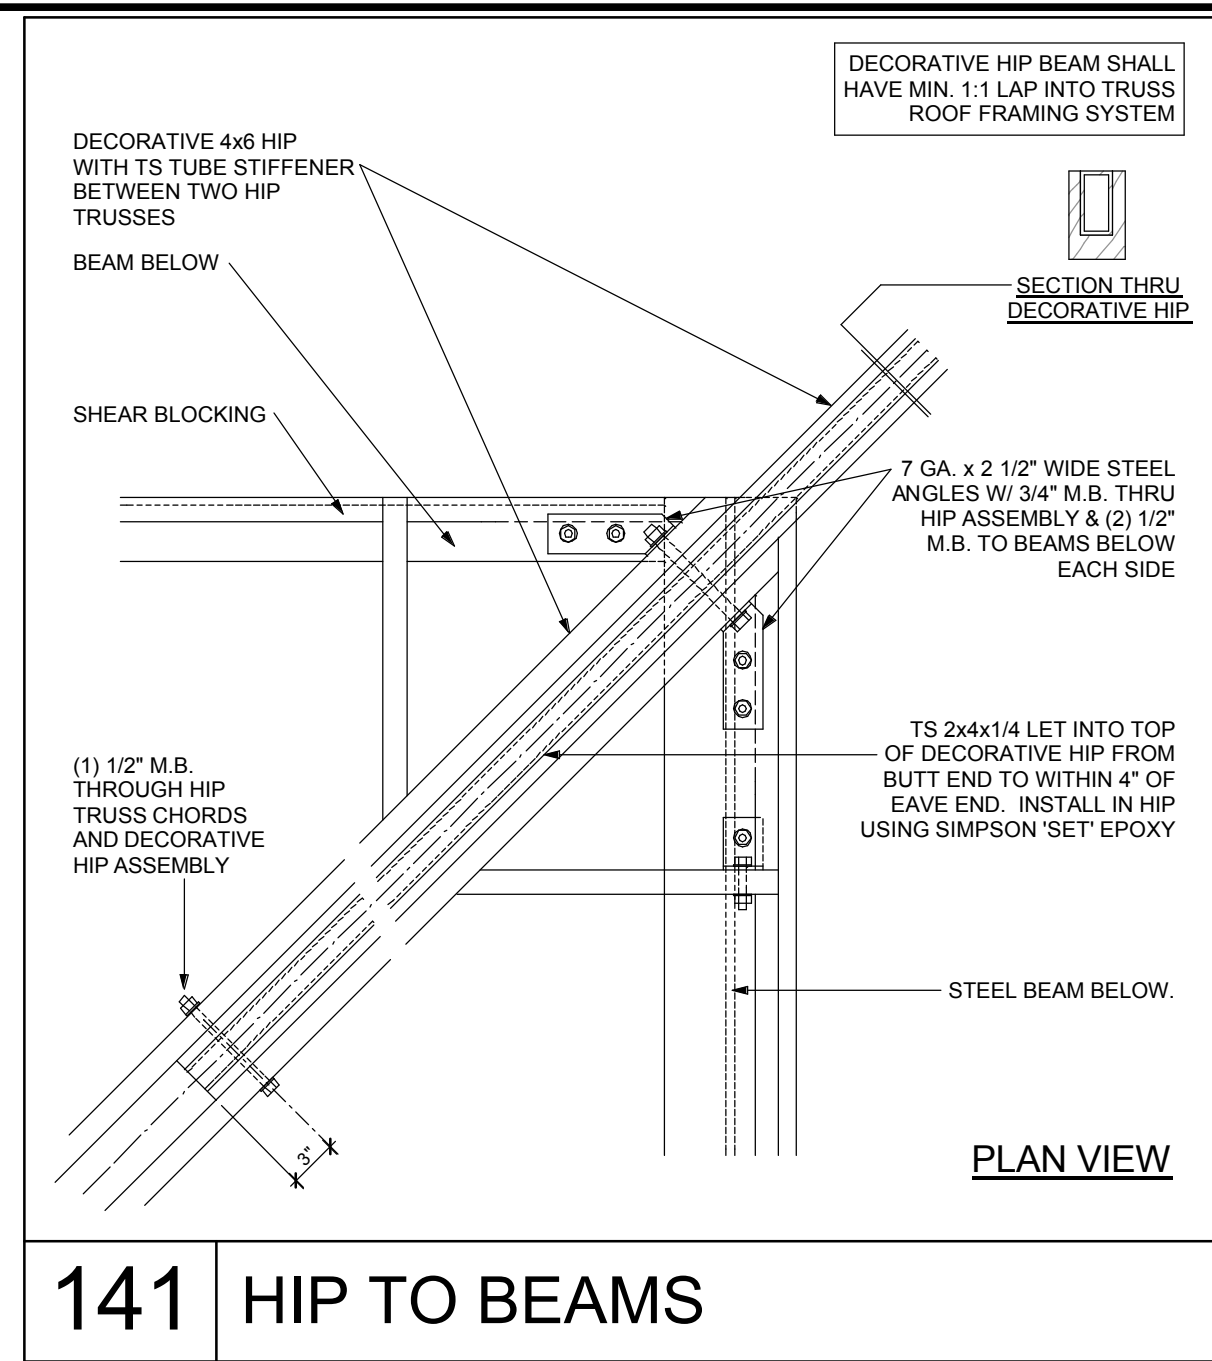 DECORATIVE HIP BEAM SHALL
HAVE MIN. 1:1 LAP INTO TRUSS
ROOF FRAMING SYSTEM
DECORATIVE 4x6 HIP
WITH TS TUBE STIFFENER
BETWEEN TWO HIP
TRUSSES
BEAM BELOW
SECTION THRU
DECORATIVE HIP
SHEAR BLOCKING
7 GA. x 2 1/2" WIDE STEEL
ANGLES W/ 3/4" M.B. THRU
HIP ASSEMBLY & (2) 1/2"
M.B. TO BEAMS BELOW
EACH SIDE
TS 2x4x1/4 LET INTO TOP
OF DECORATIVE HIP FROM
BUTT END TO WITHIN 4" OF
EAVE END. INSTALL IN HIP
USING SIMPSON 'SET' EPOXY
(1) 1/2" M.B.
THROUGH HIP
TRUSS CHORDS
AND DECORATIVE
HIP ASSEMBLY
STEEL BEAM BELOW.
3"
PLAN VIEW
141
HIP TO BEAMS